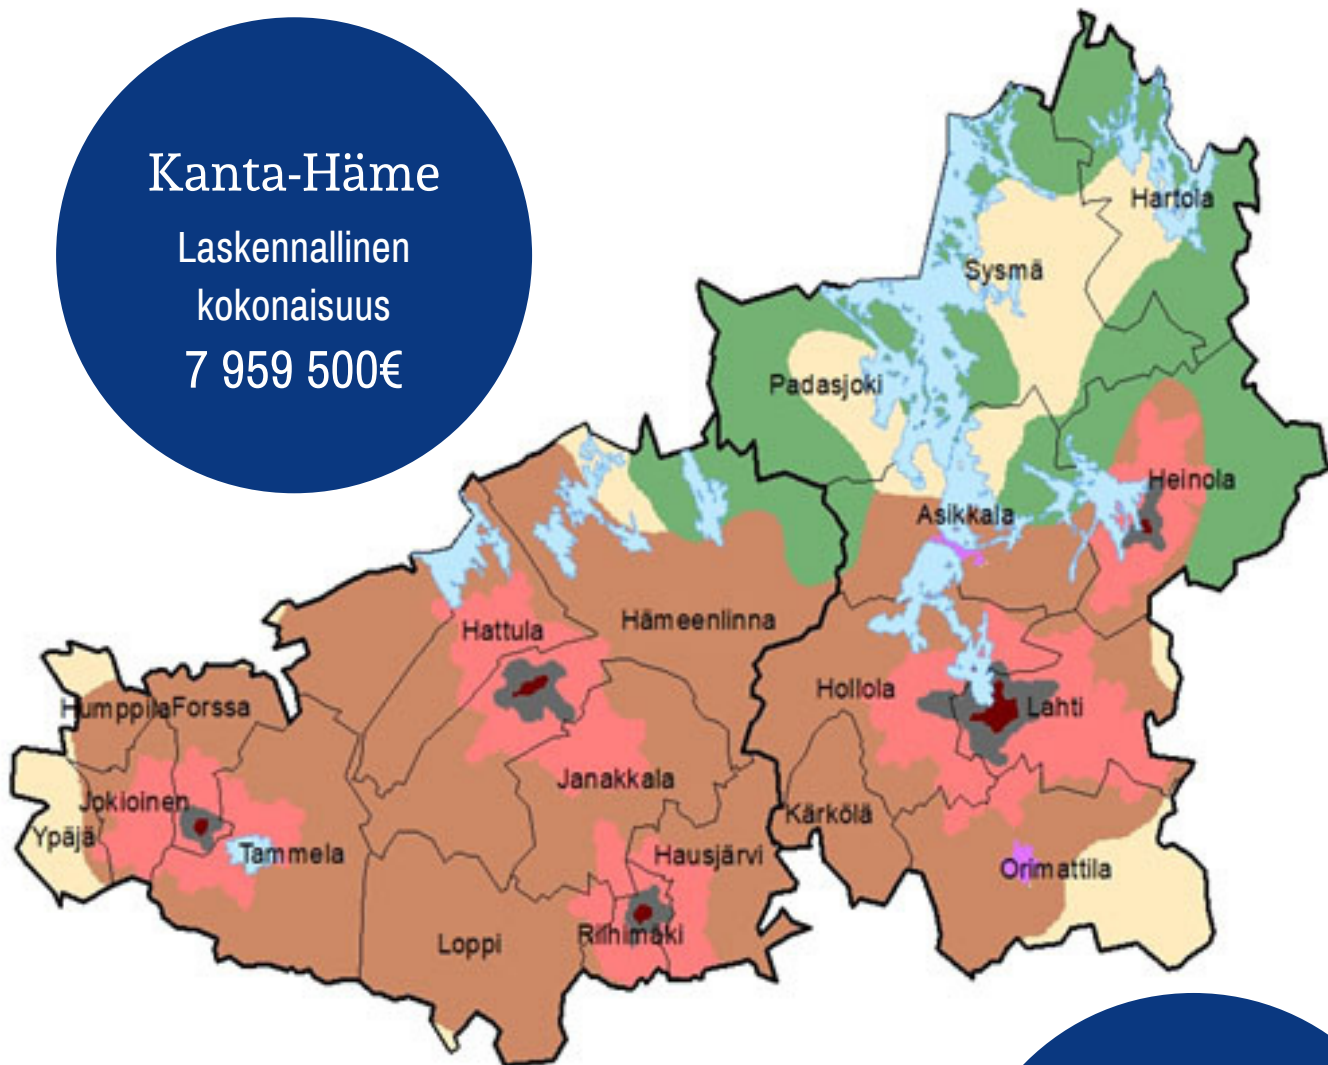 Kanta-Häme
Laskennallinen
kokonaisuus
7 959 500€
Hartola
Sysmä
Padasjoki
Heinola
Asikkala
Hämeenlinna
Hattula
Hollola
Lahti
Humppila
Forssa
Janakkala
Jokioinen
Kärkölä
Ypäjä
Tammela
Hausjärvi
Orimattila
Riihimäki
Loppi